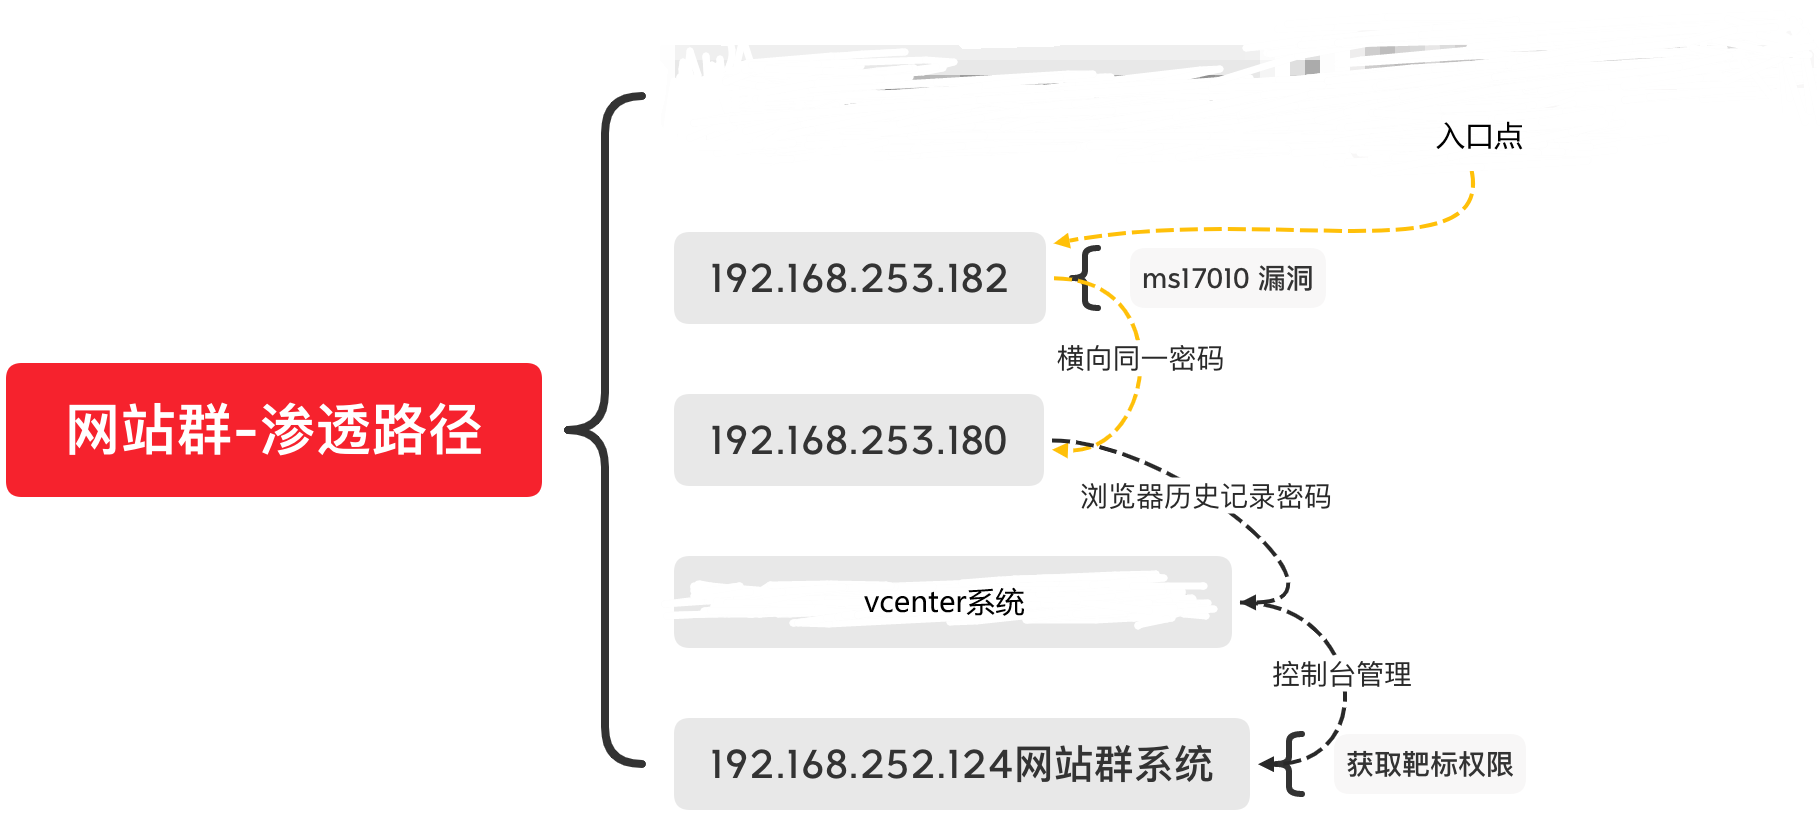 入口点
192.168.253.182
ms17010 漏洞
横向同一密码
网站群-渗透路径
192.168.253.180
浏览器历史记录密码
vcenter系统
控制台管理
192.168.252.124网站群系统
获取靶标权限